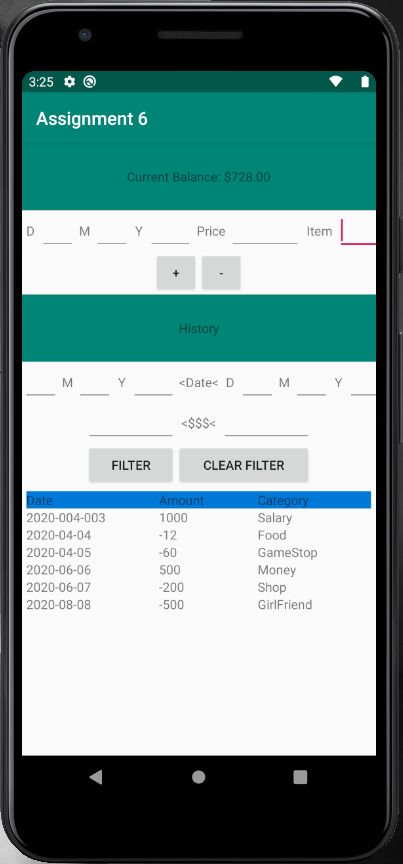 3:25
Assignment 6
Current Balance: $728.00
D M Y Price Item
+ -
History
M Y <Date< D M Y
<$$$<
FILTER CLEAR FILTER
Date Amount Category
2020-004-003 1000 Salary
2020-04-04 -12 Food
2020-04-05 -60 GameStop
2020-06-06 500 Money
2020-06-07 -200 Shop
2020-08-08 -500 GirlFriend